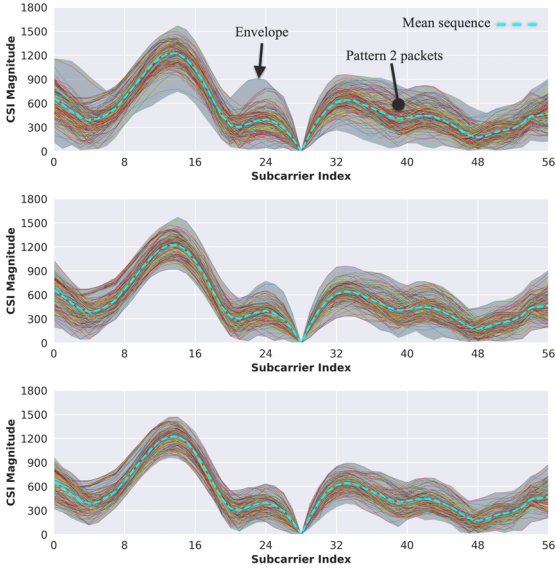 1800
1500
1200
900
600
300
0
CSI Magnitude
Envelope
Mean sequence
Pattern 2 packets
0 8 16 24 32 40 48 56
Subcarrier Index
1800
1500
1200
900
600
300
0
CSI Magnitude
0 8 16 24 32 40 48 56
Subcarrier Index
1800
1500
1200
900
600
300
0
CSI Magnitude
0 8 16 24 32 40 48 56
Subcarrier Index